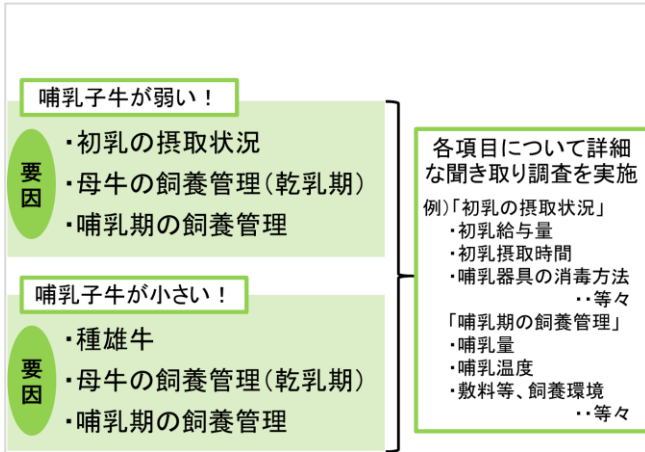 哺乳子牛が弱い!
要因
・初乳の摂取状況
・母牛の飼養管理(乾乳期)
・哺乳期の飼養管理
哺乳子牛が小さい!
要因
・種雄牛
・母牛の飼養管理(乾乳期)
・哺乳期の飼養管理
各項目について詳細
な聞き取り調査を実施
例)「初乳の摂取状況」
・初乳給与量
・初乳摂取時間
・哺乳器具の消毒方法
・・等々
「哺乳期の飼養管理」
・哺乳量
・哺乳温度
・敷料等、飼養環境
・・等々